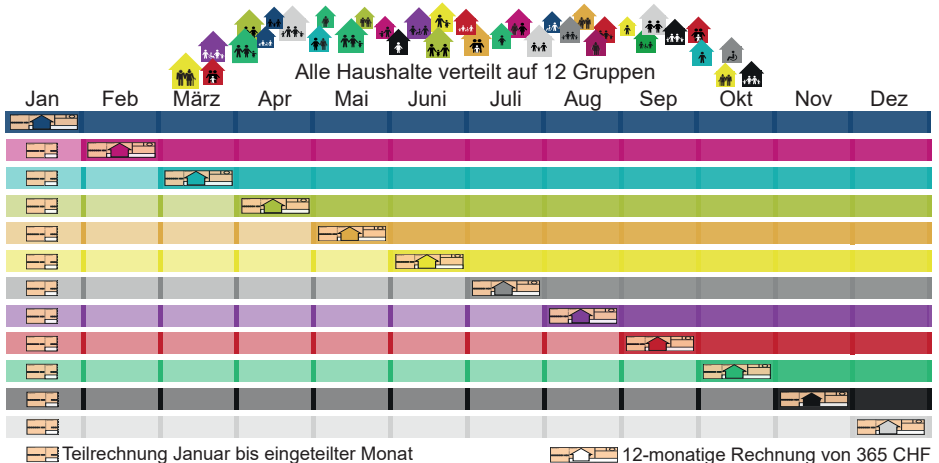 Alle Haushalte verteilt auf 12 Gruppen
Jan Feb März Apr Mai Juni Juli Aug Sep Okt Nov Dez
Teilrechnung Januar bis eingeteilter Monat
12-monatige Rechnung von 365 CHF